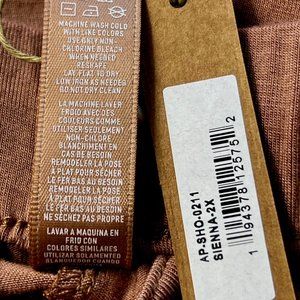 MACHINE WASH COLD
WITH LIKE COLORS
USE ONLY NON-
CHLORINE BLEACH
WHEN NEEDED
RESHAPE
LAY FLAT TO DRY
LOW IRON AS NEEDED
DO NOT DRY CLEAN
LA MACHINE LAVER
FROID AVEC DES
COULEURS COMME
UTILISER SEULEMENT
NON-CHLORE
BLANCHIMENT EN
CAS DE BESOIN
REMODELER LA POSE
À PLAT POUR SÉCHER
LE FER BAS AU BESOIN
REMODELER LA POSE
À PLAT POUR SÉCHER
LE FER BAS AU BESOIN
NE SÉCHEZ PAS PROPRE
LAVAR A MAQUINA EN
FRIO CON
COLORES SIMILARES
UTILIZAR SOLAMENTE
BLANQUEADOR CUANDO
AP-SHO-0211
SIENNA-2X
1 94378 12575 2